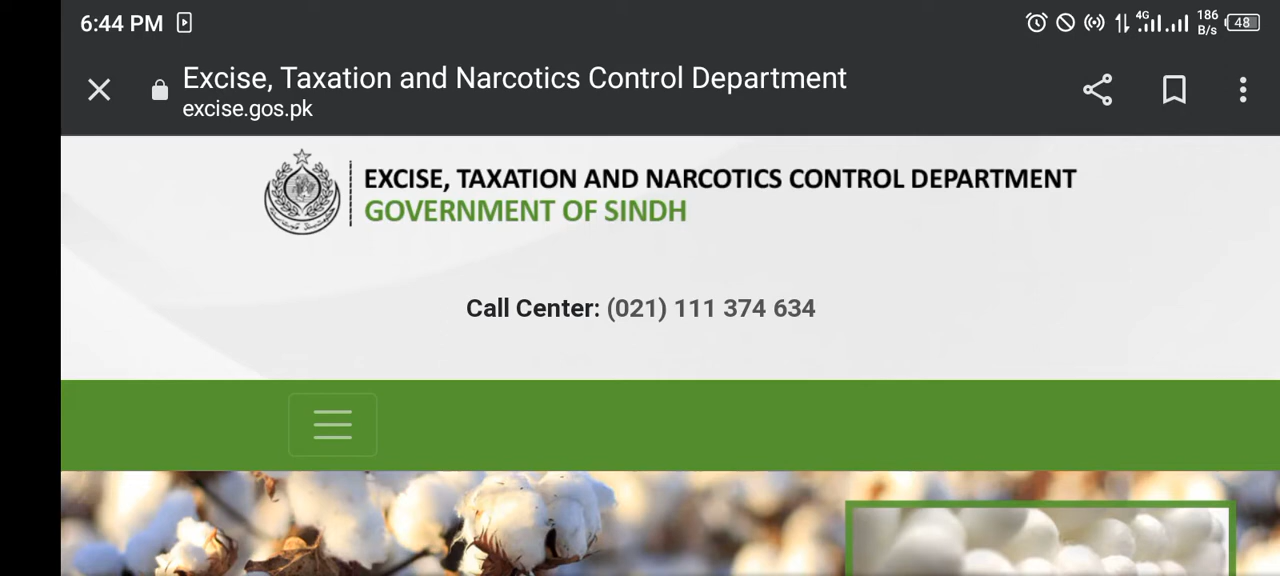 6:44 PM
4G
186
B/s
48
Excise, Taxation and Narcotics Control Department
excise.gos.pk
EXCISE, TAXATION AND NARCOTICS CONTROL DEPARTMENT
GOVERNMENT OF SINDH
Call Center: (021) 111 374 634